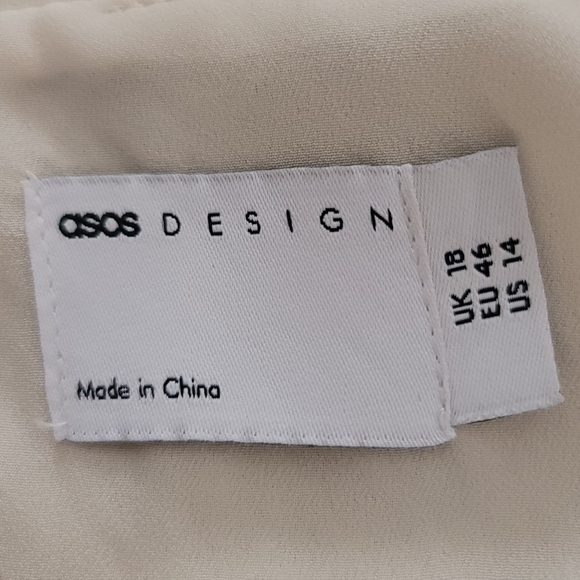 asos DESIGN
Made in China
UK 18
EU 46
US 14